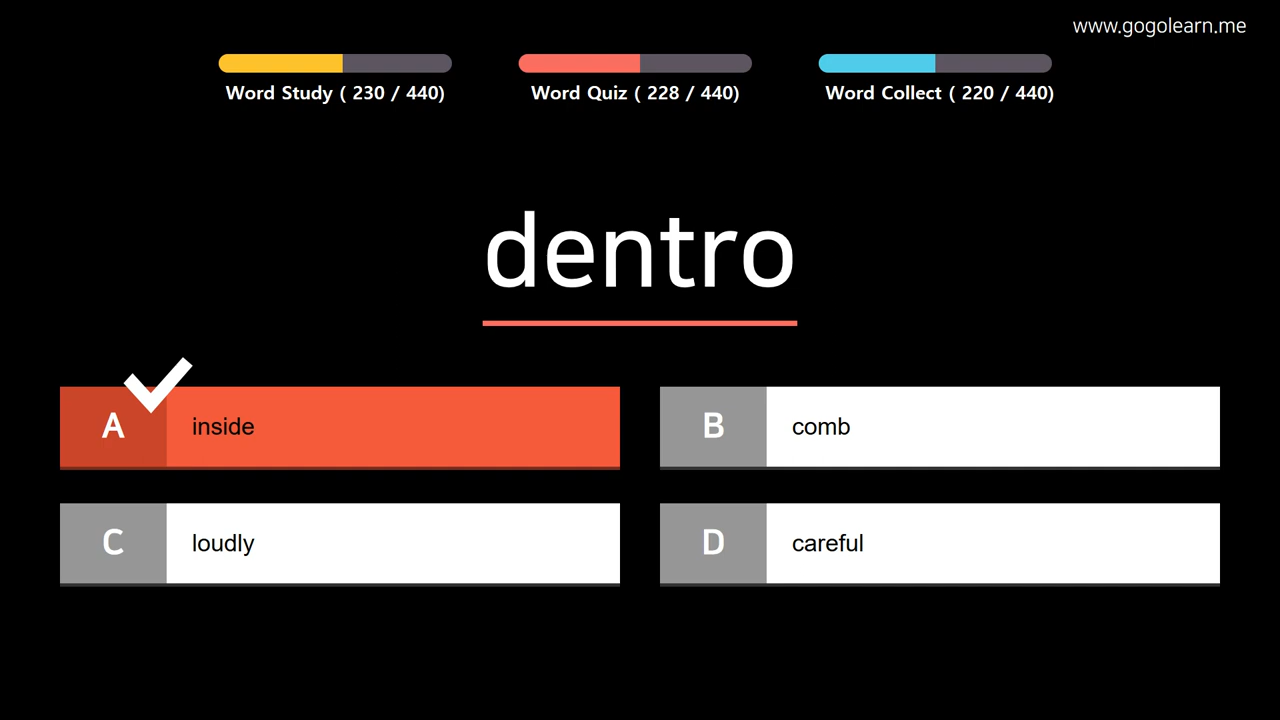 www.gogolearn.me
Word Study ( 230 / 440)
Word Quiz ( 228 / 440)
Word Collect ( 220 / 440)
dentro
A inside
B comb
C loudly
D careful